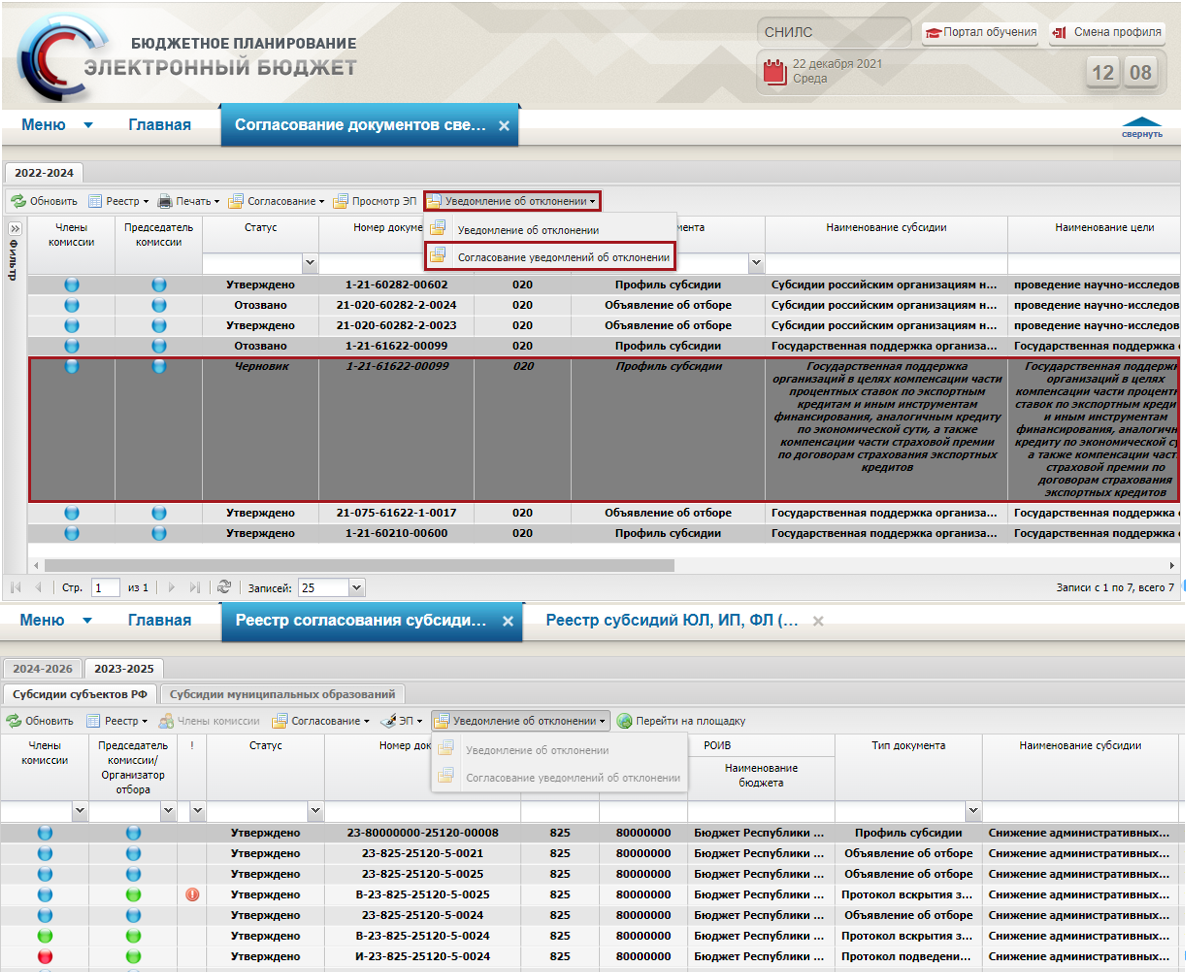 БЮДЖЕТНОЕ ПЛАНИРОВАНИЕ
ЭЛЕКТРОННЫЙ БЮДЖЕТ
СНИЛС
Портал обучения
Смена профиля
22 декабря 2021
Среда
12 08
Меню Главная Согласование документов све...
свернуть
2022-2024
Обновить Реестр Печать Согласование Просмотр ЭП Уведомление об отклонении
Уведомление об отклонении
Согласование уведомлений об отклонении
Фильтр
Члены комиссии Председатель комиссии Статус Номер докуме мента Наименование субсидии Наименование цели
Утверждено 1-21-60282-00602 020 Профиль субсидии Субсидии российским организациям н... проведение научно-исследов
Отозвано 21-020-60282-2-0024 020 Объявление об отборе Субсидии российским организациям н... проведение научно-исследов
Утверждено 21-020-60282-2-0023 020 Объявление об отборе Субсидии российским организациям н... проведение научно-исследов
Отозвано 1-21-61622-00099 020 Профиль субсидии Государственная поддержка организа... Государственная поддержка
Черновик 1-21-61622-00099 020 Профиль субсидии Государственная поддержка Государственная поддержк
организаций в целях компенсации части организаций в целях
процентных ставок по экспортным компенсации части процентн
кредитам и иным инструментам ставок по экспортным креди
финансирования, аналогичным кредиту и иным инструментам
по экономической сути, а также финансирования, аналогичн
компенсации части страховой премии кредиту по экономической су
по договорам страхования экспортных а также компенсации част
кредитов страховой премии по
договорам страхования
экспортных кредитов
Утверждено 21-075-61622-1-0017 020 Объявление об отборе Государственная поддержка организа... Государственная поддержка
Утверждено 1-21-60210-00600 020 Профиль субсидии Государственная поддержка организа... Государственная поддержка
Стр. 1 из 1 Записей: 25 Записи с 1 по 7, всего 7
Меню Главная Реестр согласования субсиди... Реестр субсидий ЮЛ, ИП, ФЛ (...
2024-2026 2023-2025
Субсидии субъектов РФ Субсидии муниципальных образований
Обновить Реестр Члены комиссии Согласование ЭП Уведомление об отклонении Перейти на площадку
Уведомление об отклонении
Согласование уведомлений об отклонении
Члены комиссии Председатель комиссии/ Организатор отбора ! Статус Номер док РОИВ Наименование бюджета Тип документа Наименование субсидии
Утверждено 23-80000000-25120-00008 825 80000000 Бюджет Республики ... Профиль субсидии Снижение административных...
Утверждено 23-825-25120-5-0021 825 80000000 Бюджет Республики ... Объявление об отборе Снижение административных...
Утверждено 23-825-25120-5-0025 825 80000000 Бюджет Республики ... Объявление об отборе Снижение административных...
Утверждено В-23-825-25120-5-0025 825 80000000 Бюджет Республики ... Протокол вскрытия з... Снижение административных...
Утверждено 23-825-25120-5-0024 825 80000000 Бюджет Республики ... Объявление об отборе Снижение административных...
Утверждено В-23-825-25120-5-0024 825 80000000 Бюджет Республики ... Протокол вскрытия з... Снижение административных...
Утверждено И-23-825-25120-5-0024 825 80000000 Бюджет Республики ... Протокол подведени... Снижение административных...